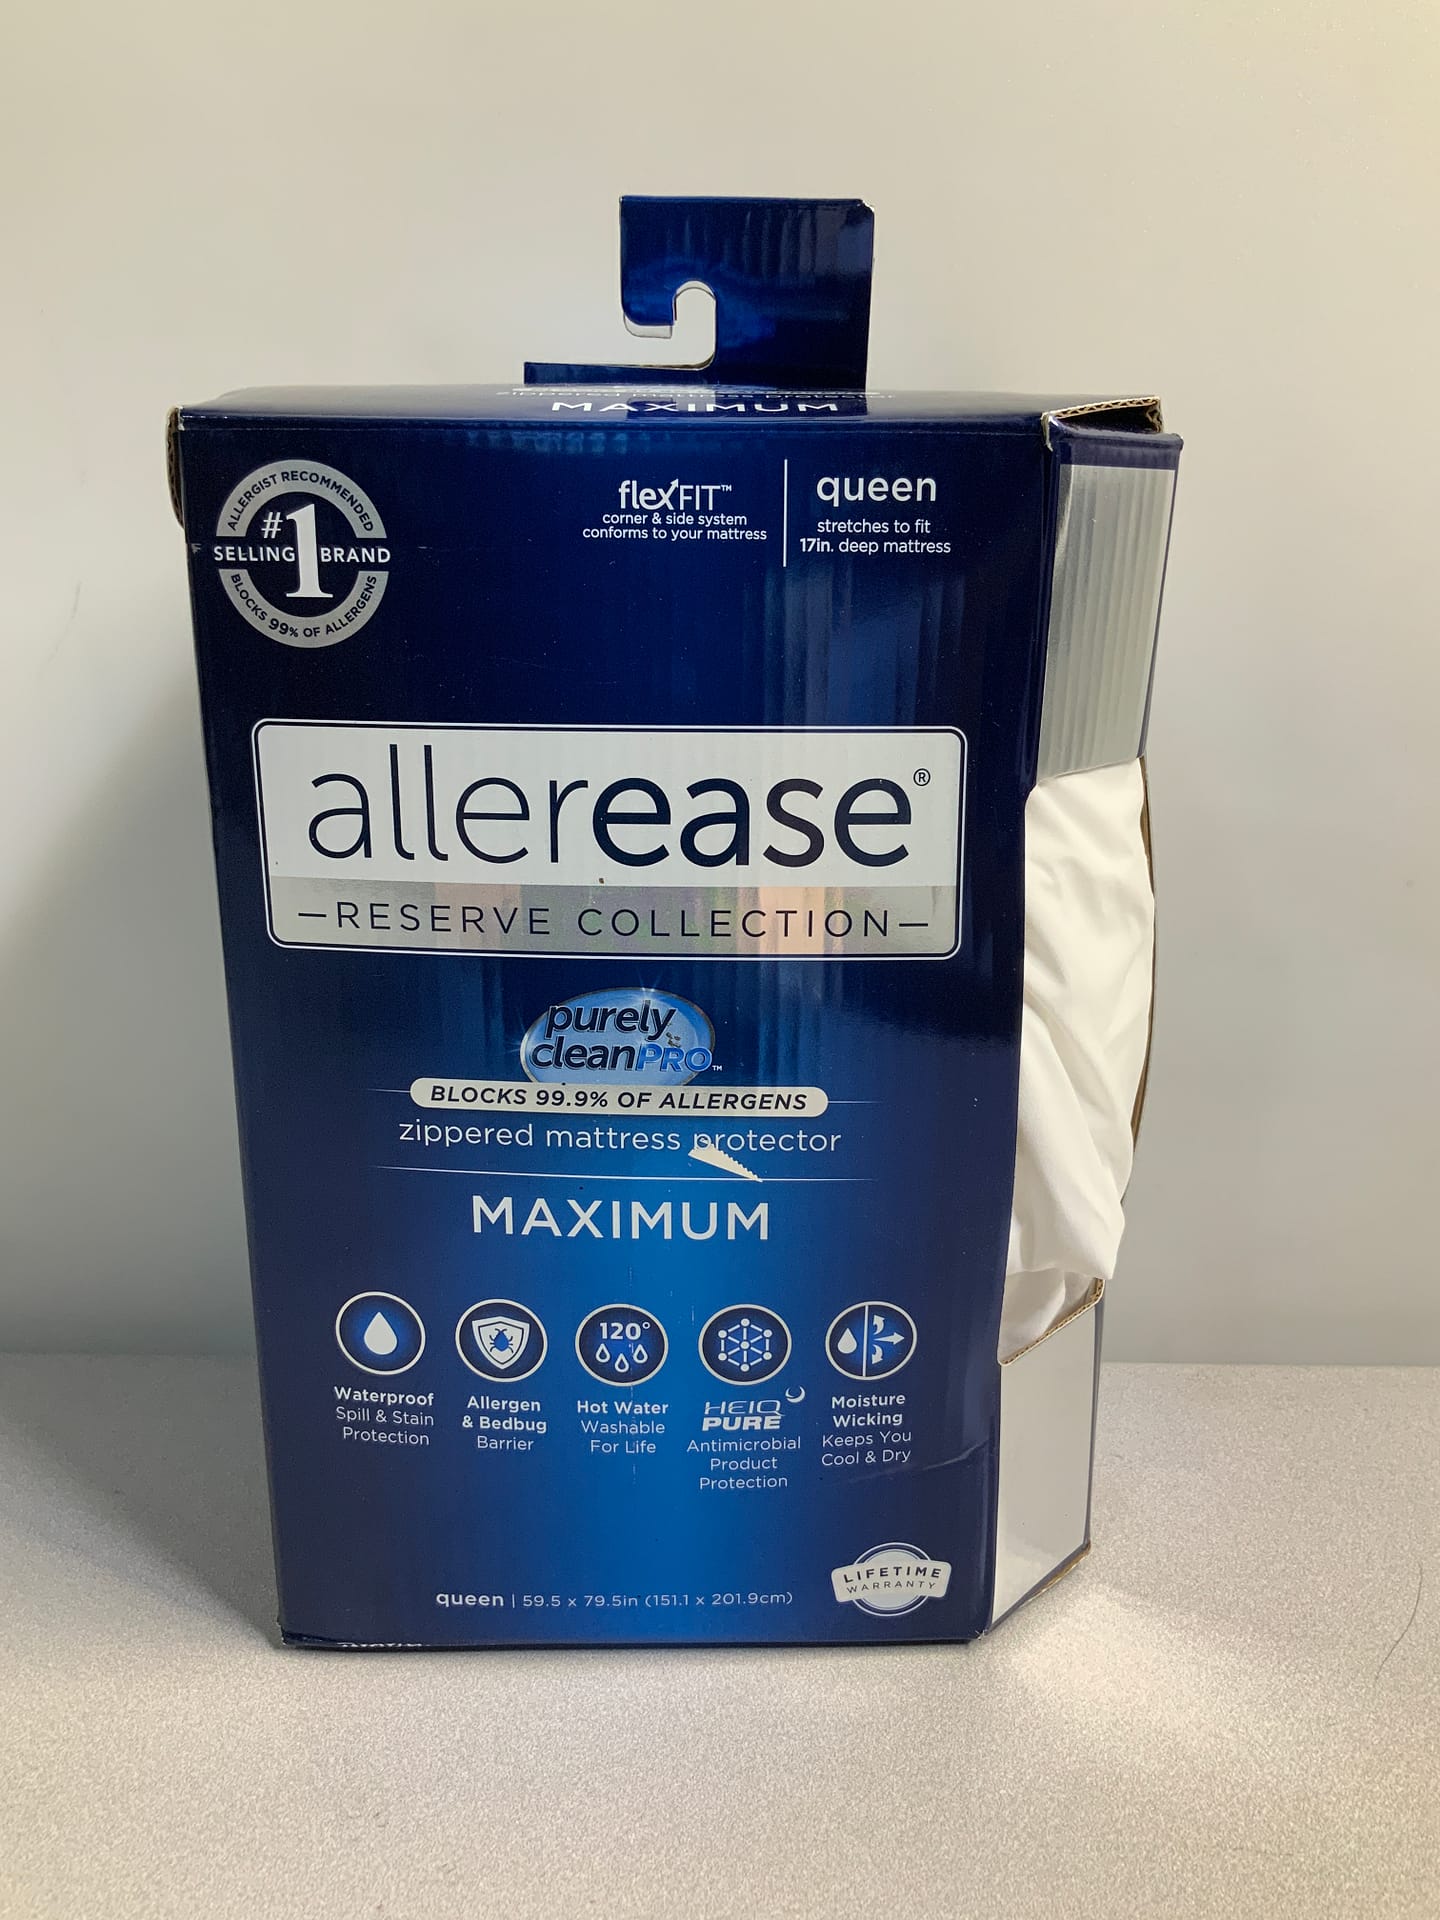 zippered mattress protector
MAXIMUM
ALLERGIST RECOMMENDED
#1
SELLING BRAND
BLOCKS 99% OF ALLERGENS
flexFIT™
corner & side system
conforms to your mattress
queen
stretches to fit
17in. deep mattress
allerease®
—RESERVE COLLECTION—
purely
cleanPRO™
BLOCKS 99.9% OF ALLERGENS
zippered mattress protector
MAXIMUM
Waterproof
Spill & Stain
Protection
Allergen
& Bedbug
Barrier
120°
Hot Water
Washable
For Life
HEIQ
PURE
Antimicrobial
Product
Protection
Moisture
Wicking
Keeps You
Cool & Dry
LIFETIME
WARRANTY
queen | 59.5 x 79.5in (151.1 x 201.9cm)